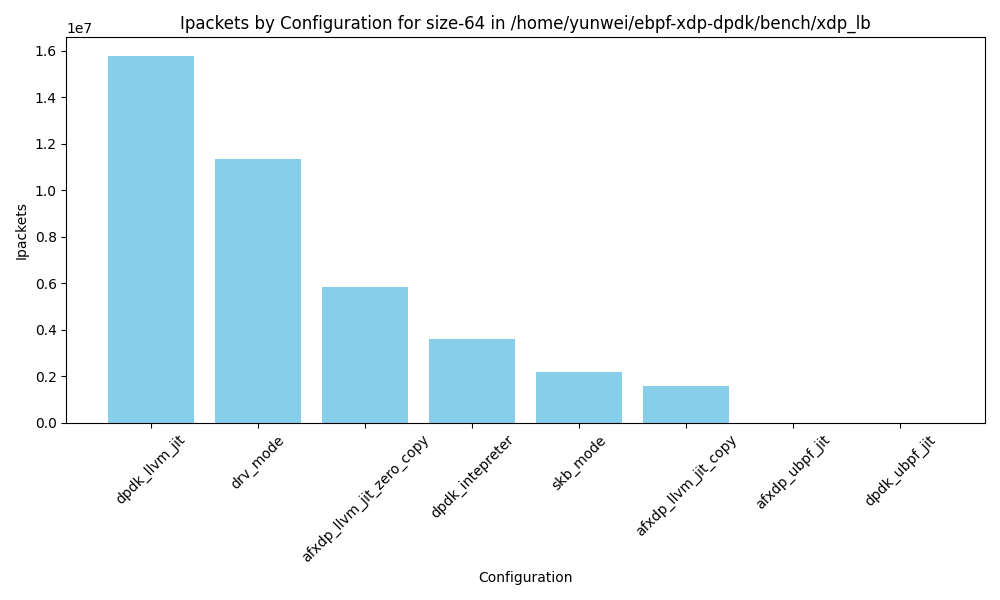 Ipackets by Configuration for size-64 in /home/yunwei/ebpf-xdp-dpdk/bench/xdp_lb
1e7
1.6
1.4
1.2
1.0
0.8
0.6
0.4
0.2
0.0
Ipackets
dpdk_llvm_jit
drv_mode
afxdp_llvm_jit_zero_copy
dpdk_intepreter
skb_mode
afxdp_llvm_jit_copy
afxdp_ubpf_jit
dpdk_ubpf_jit
Configuration